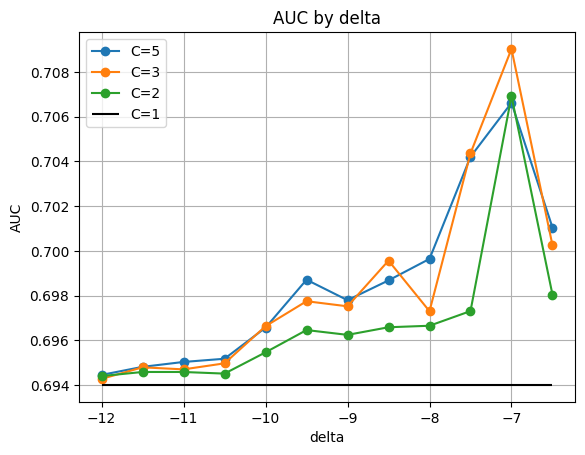 AUC by delta
C=5
C=3
C=2
C=1
AUC
0.708
0.706
0.704
0.702
0.700
0.698
0.696
0.694
−12
−11
−10
−9
−8
−7
delta